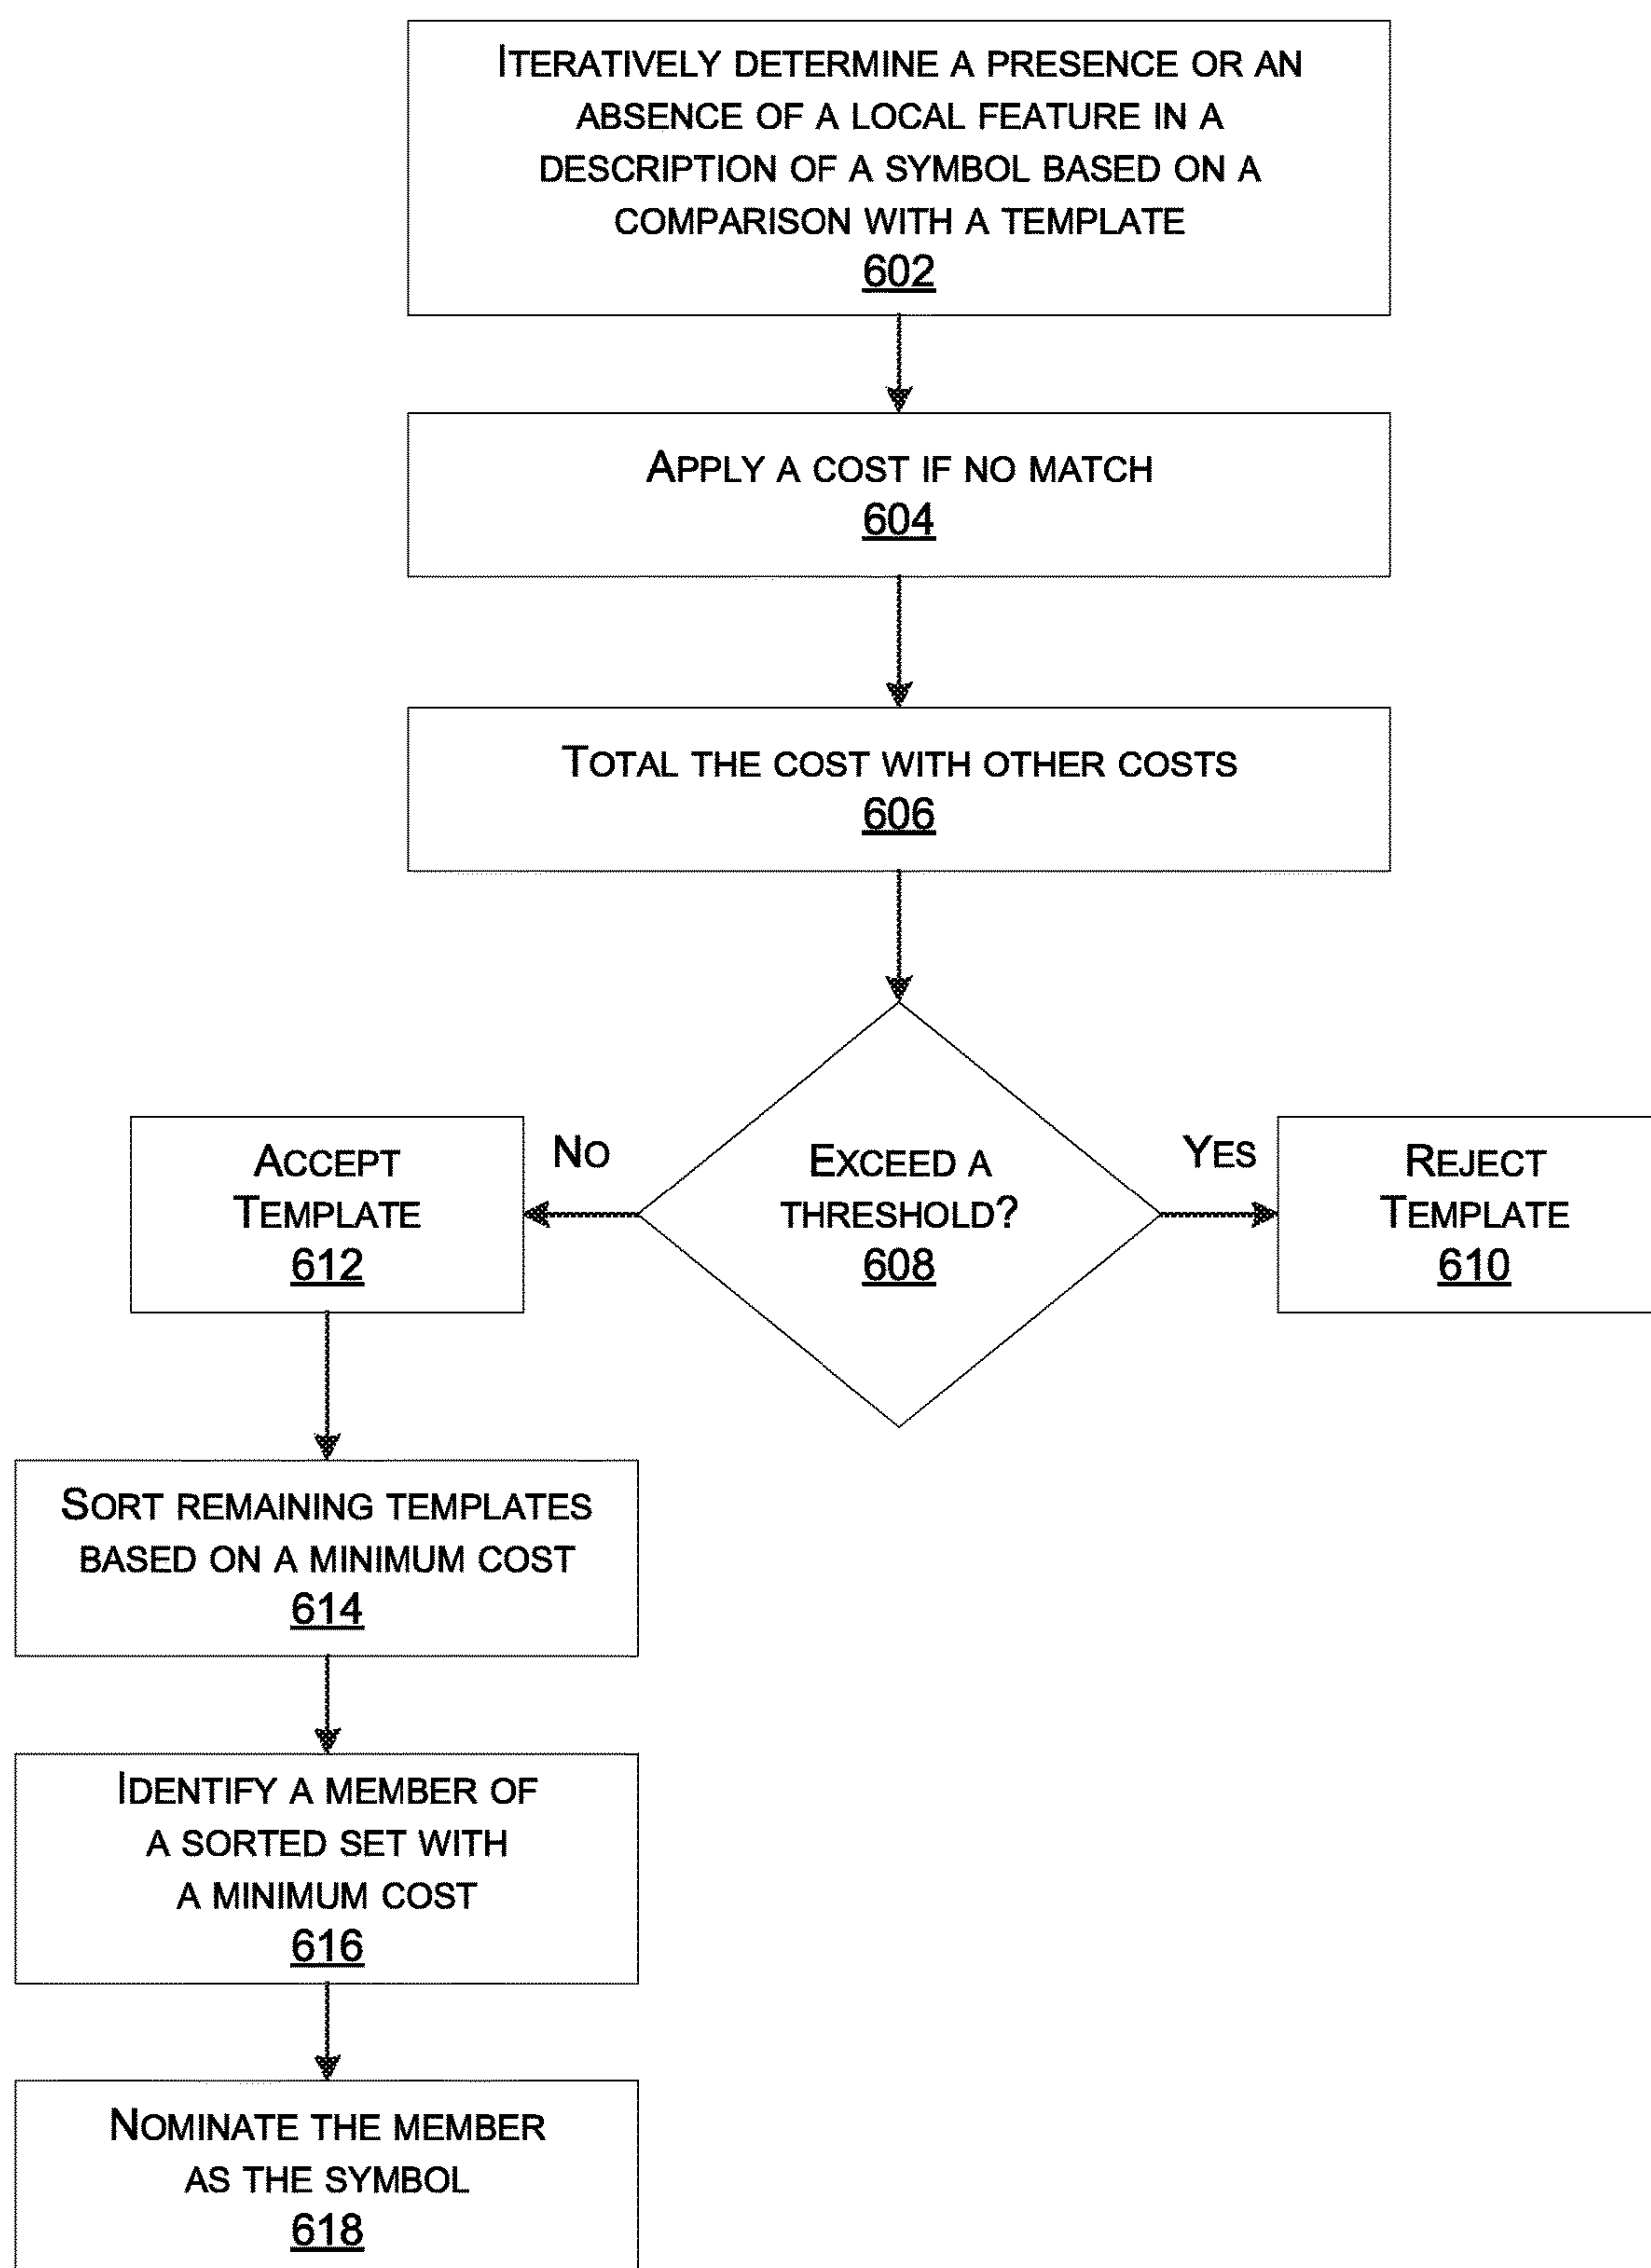 ITERATIVELY DETERMINE A PRESENCE OR AN
ABSENCE OF A LOCAL FEATURE IN A
DESCRIPTION OF A SYMBOL BASED ON A
COMPARISON WITH A TEMPLATE
602
APPLY A COST IF NO MATCH
604
TOTAL THE COST WITH OTHER COSTS
606
EXCEED A
THRESHOLD?
608
NO
YES
ACCEPT
TEMPLATE
612
REJECT
TEMPLATE
610
SORT REMAINING TEMPLATES
BASED ON A MINIMUM COST
614
IDENTIFY A MEMBER OF
A SORTED SET WITH
A MINIMUM COST
616
NOMINATE THE MEMBER
AS THE SYMBOL
618